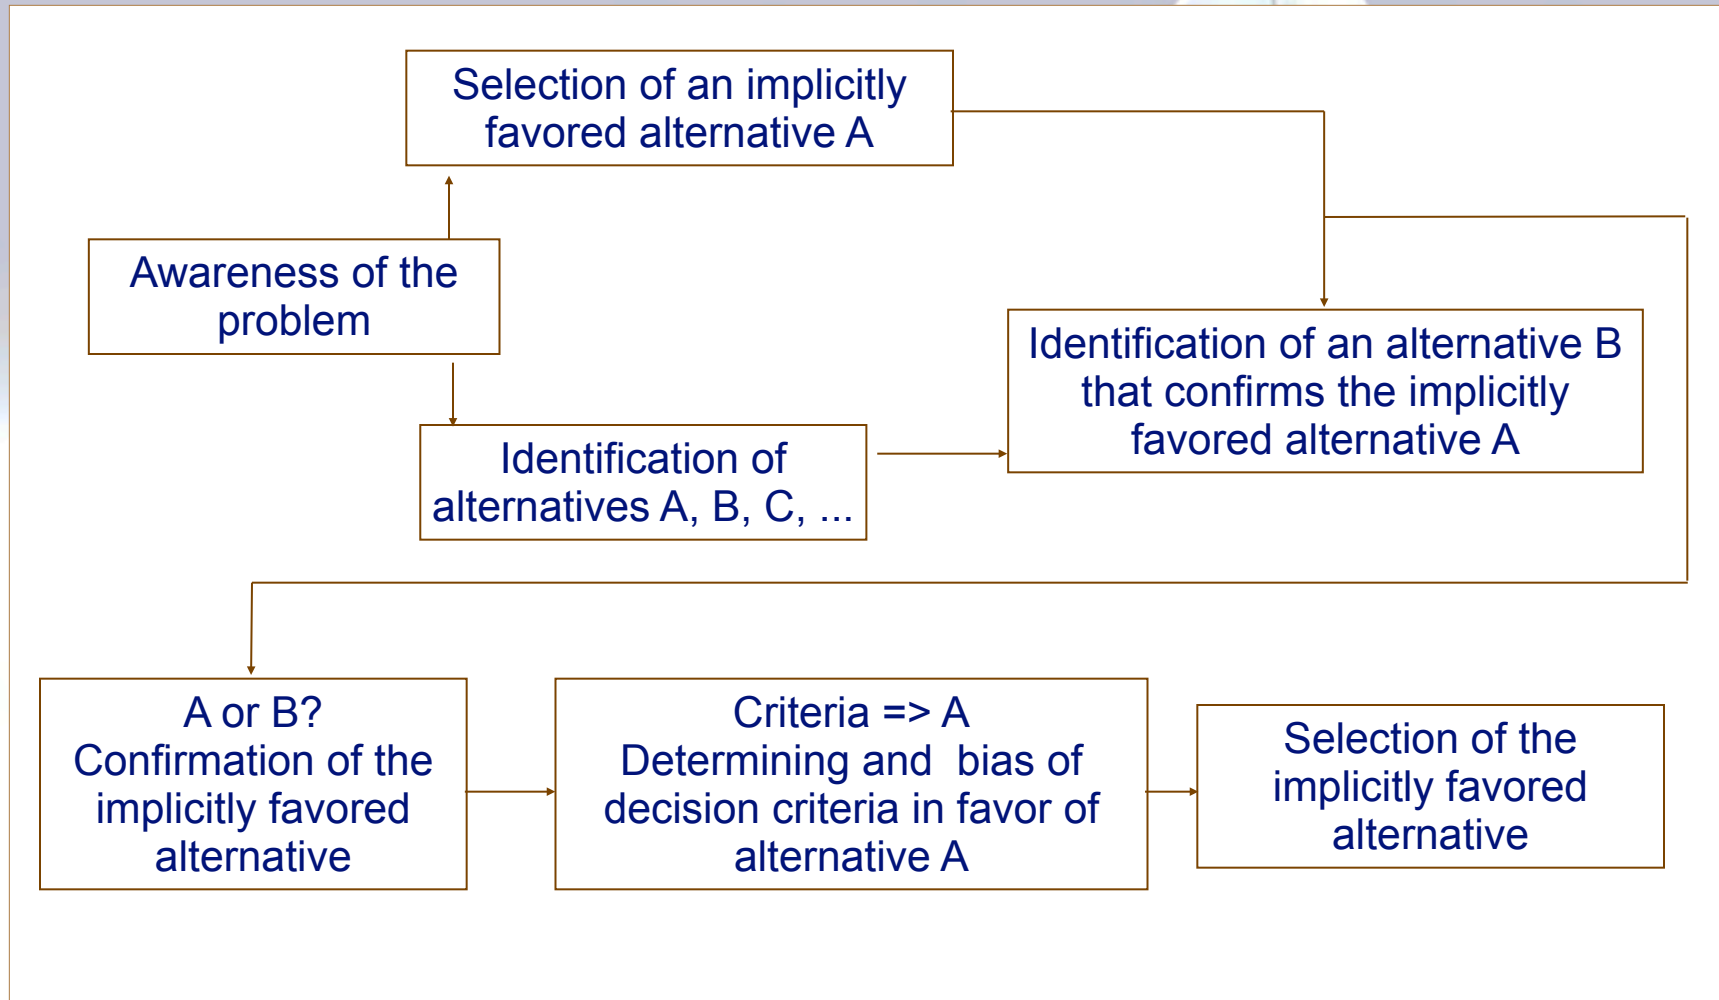 Selection of an implicitly
favored alternative A
Awareness of the
problem
Identification of an alternative B
that confirms the implicitly
favored alternative A
Identification of
alternatives A, B, C, ...
A or B?
Confirmation of the
implicitly favored
alternative
Criteria => A
Determining and  bias of
decision criteria in favor of
alternative A
Selection of the
implicitly favored
alternative